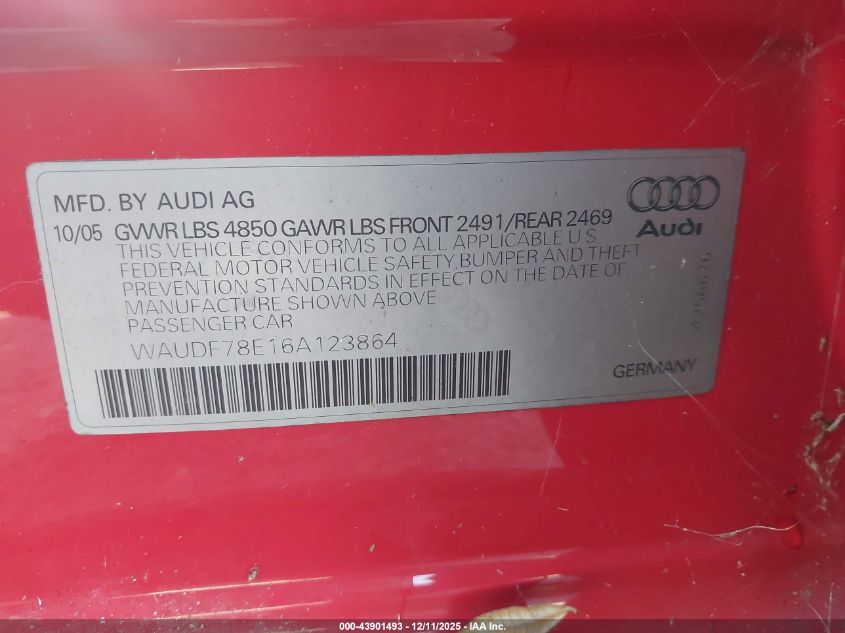 MFD. BY AUDI AG
10/05 GVWR LBS 4850 GAWR LBS FRONT 2491/REAR 2469
THIS VEHICLE CONFORMS TO ALL APPLICABLE U S
FEDERAL MOTOR VEHICLE SAFETY, BUMPER AND THEFT
PREVENTION STANDARDS IN EFFECT ON THE DATE OF
MANUFACTURE SHOWN ABOVE
PASSENGER CAR
WAUDF78E16A123864
Audi
GERMANY
000-43901493 - 12/11/2025 - IAA Inc.